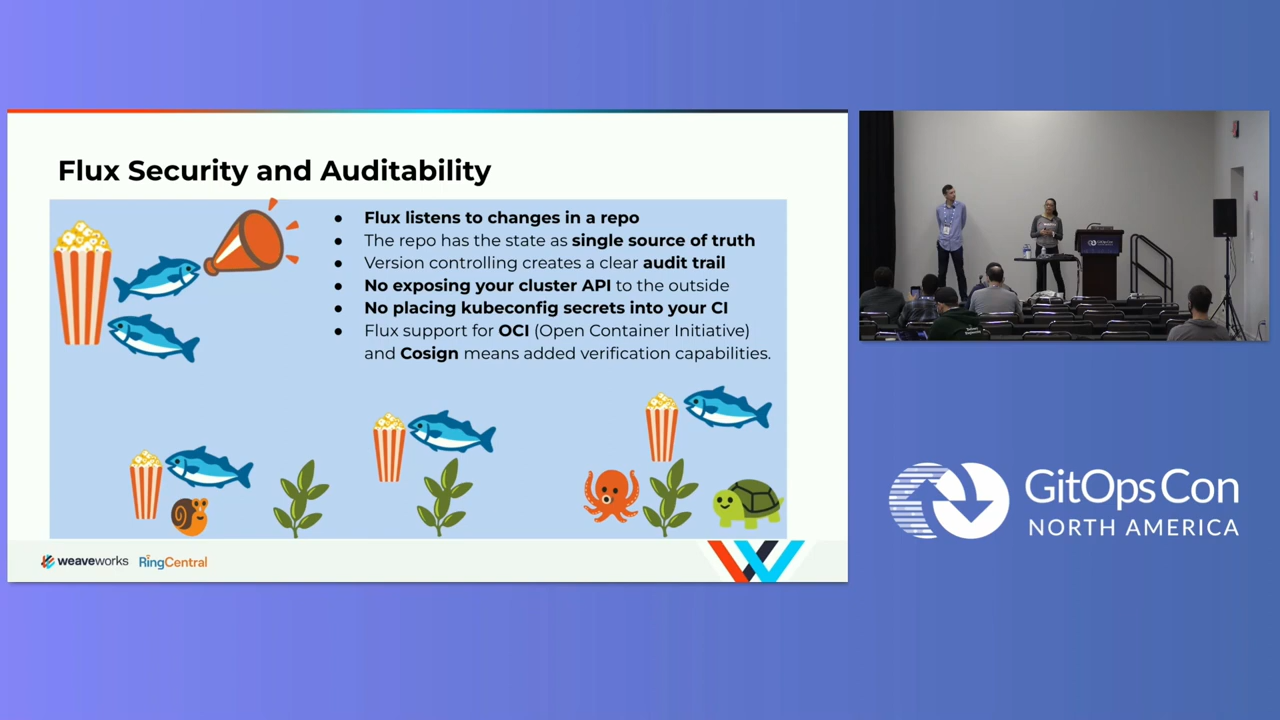 Flux Security and Auditability
● Flux listens to changes in a repo
● The repo has the state as single source of truth
● Version controlling creates a clear audit trail
● No exposing your cluster API to the outside
● No placing kubeconfig secrets into your CI
● Flux support for OCI (Open Container Initiative)
and Cosign means added verification capabilities.
weaveworks RingCentral
GitOpsCon
NORTH AMERICA